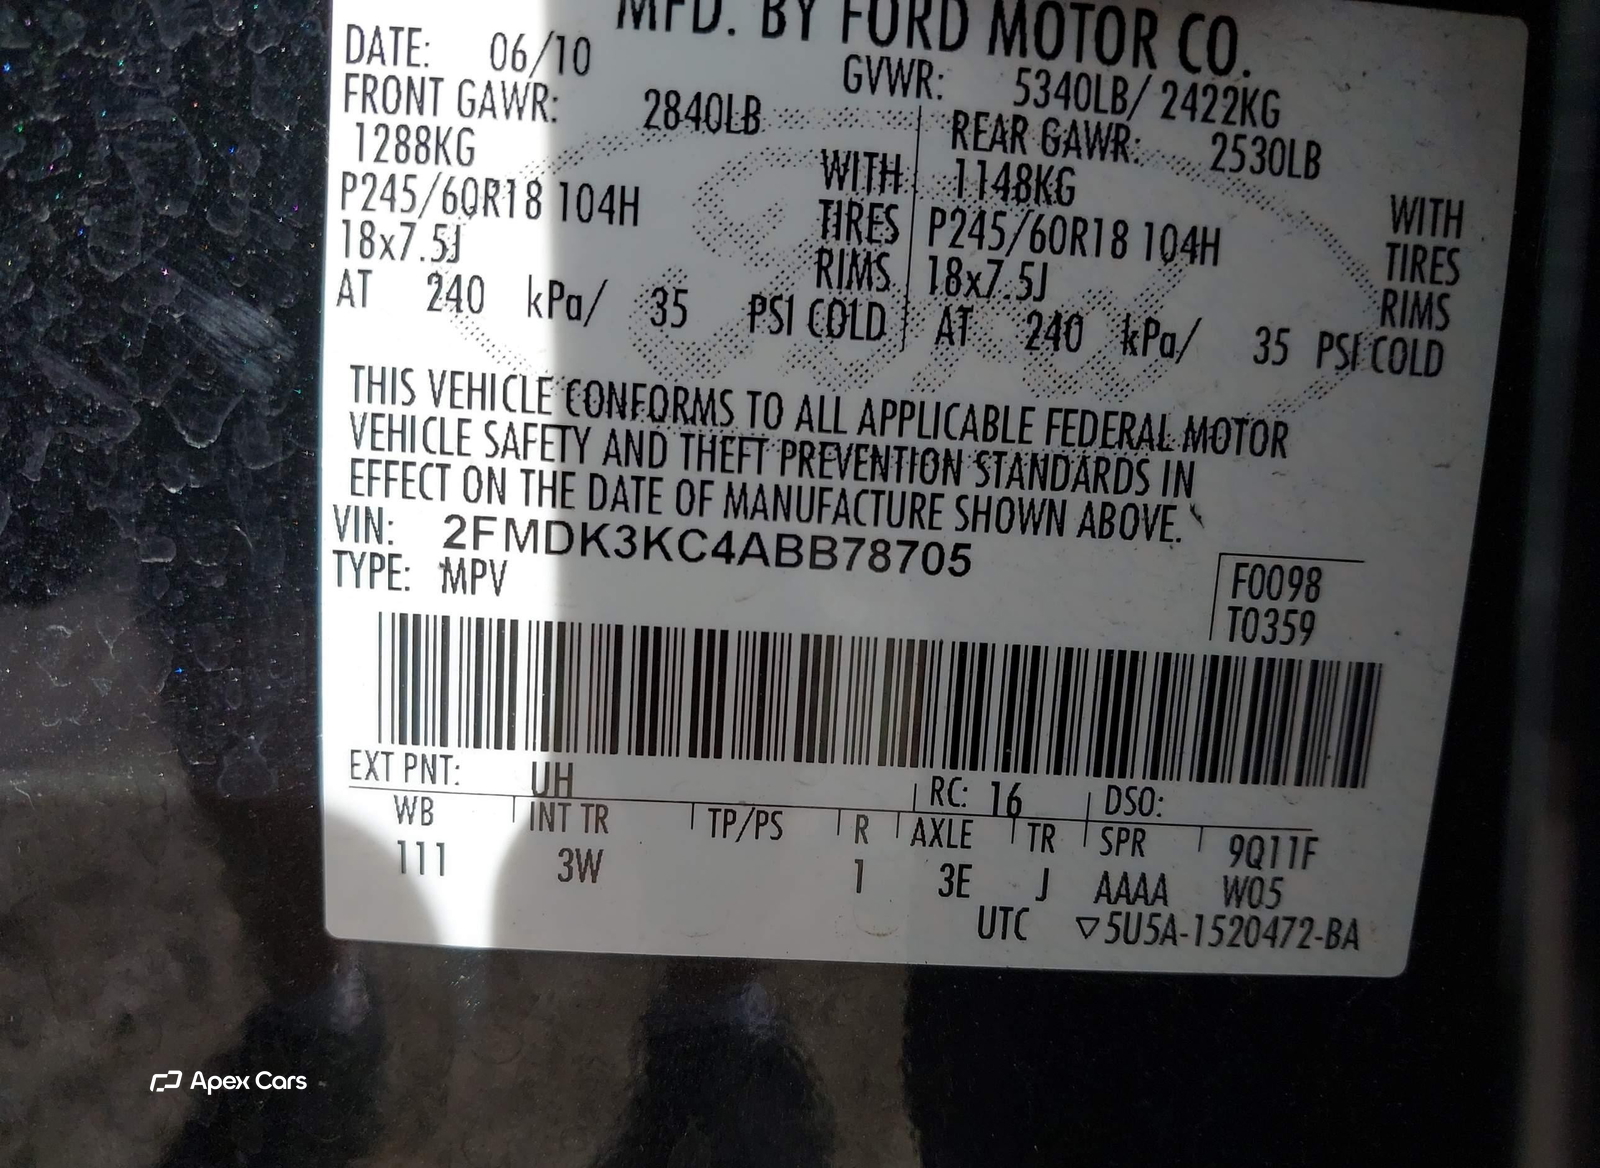 MFD. BY FORD MOTOR CO.
DATE: 06/10 GVWR: 5340LB/ 2422KG
FRONT GAWR: 2840LB REAR GAWR: 2530LB
1288KG WITH 1148KG WITH
P245/60R18 104H TIRES P245/60R18 104H TIRES
18x7.5J RIMS 18x7.5J RIMS
AT 240 kPa/ 35 PSI COLD AT 240 kPa/ 35 PSI COLD
THIS VEHICLE CONFORMS TO ALL APPLICABLE FEDERAL MOTOR
VEHICLE SAFETY AND THEFT PREVENTION STANDARDS IN
EFFECT ON THE DATE OF MANUFACTURE SHOWN ABOVE.
VIN: 2FMDK3KC4ABB78705
TYPE: MPV
F0098
T0359
EXT PNT: UH RC: 16 DSO:
WB INT TR TP/PS R AXLE TR SPR 9Q11F
111 3W 1 3E J AAAA W05
UTC ▽5U5A-1520472-BA
Apex Cars